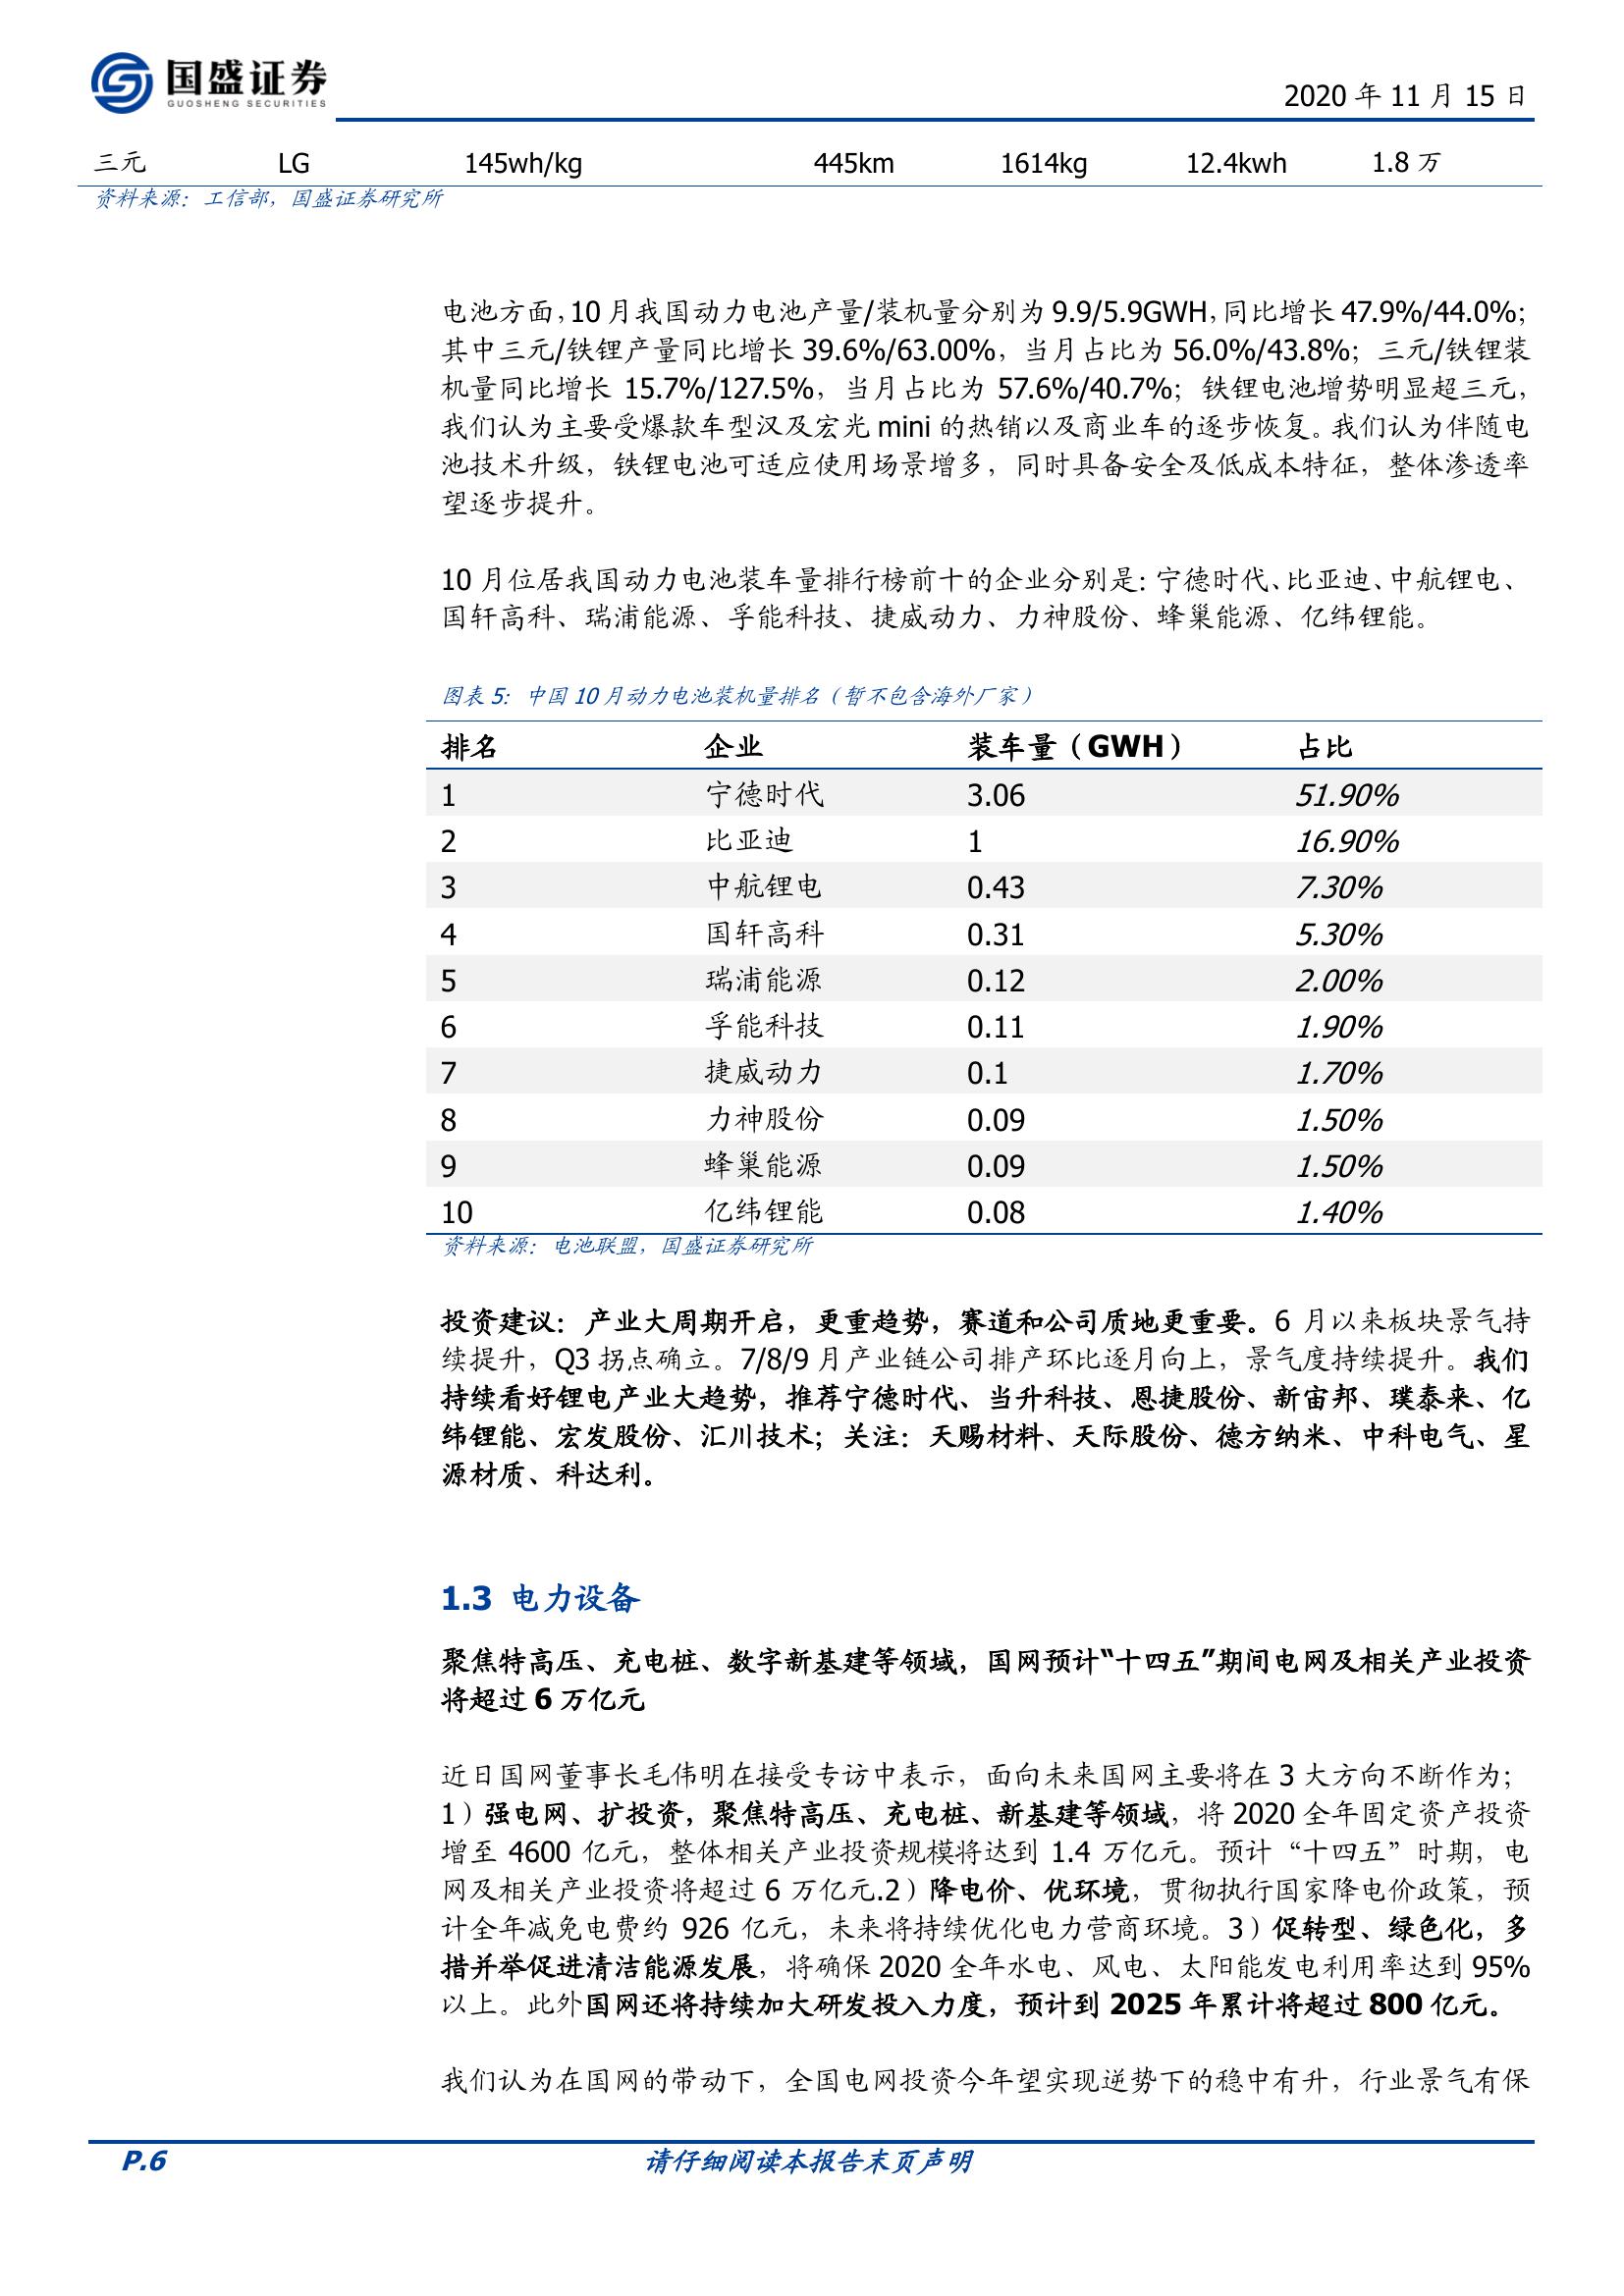 国盛证券
GUOSHENG SECURITIES
2020 年 11 月 15 日
三元 LG 145wh/kg 445km 1614kg 12.4kwh 1.8 万
资料来源：工信部，国盛证券研究所
电池方面，10 月我国动力电池产量/装机量分别为 9.9/5.9GWH，同比增长 47.9%/44.0%；
其中三元/铁锂产量同比增长 39.6%/63.00%，当月占比为 56.0%/43.8%；三元/铁锂装
机量同比增长 15.7%/127.5%，当月占比为 57.6%/40.7%；铁锂电池增势明显超三元，
我们认为主要受爆款车型汉及宏光 mini 的热销以及商业车的逐步恢复。我们认为伴随电
池技术升级，铁锂电池可适应使用场景增多，同时具备安全及低成本特征，整体渗透率
望逐步提升。
10 月位居我国动力电池装车量排行榜前十的企业分别是：宁德时代、比亚迪、中航锂电、
国轩高科、瑞浦能源、孚能科技、捷威动力、力神股份、蜂巢能源、亿纬锂能。
图表 5：中国 10 月动力电池装机量排名（暂不包含海外厂家）
排名 企业 装车量（GWH） 占比
1 宁德时代 3.06 51.90%
2 比亚迪 1 16.90%
3 中航锂电 0.43 7.30%
4 国轩高科 0.31 5.30%
5 瑞浦能源 0.12 2.00%
6 孚能科技 0.11 1.90%
7 捷威动力 0.1 1.70%
8 力神股份 0.09 1.50%
9 蜂巢能源 0.09 1.50%
10 亿纬锂能 0.08 1.40%
资料来源：电池联盟，国盛证券研究所
投资建议：产业大周期开启，更重趋势，赛道和公司质地更重要。6 月以来板块景气持
续提升，Q3 拐点确立。7/8/9 月产业链公司排产环比逐月向上，景气度持续提升。我们
持续看好锂电产业大趋势，推荐宁德时代、当升科技、恩捷股份、新宙邦、璞泰来、亿
纬锂能、宏发股份、汇川技术；关注：天赐材料、天际股份、德方纳米、中科电气、星
源材质、科达利。
1.3 电力设备
聚焦特高压、充电桩、数字新基建等领域，国网预计“十四五”期间电网及相关产业投资
将超过 6 万亿元
近日国网董事长毛伟明在接受专访中表示，面向未来国网主要将在 3 大方向不断作为；
1）强电网、扩投资，聚焦特高压、充电桩、新基建等领域，将 2020 全年固定资产投资
增至 4600 亿元，整体相关产业投资规模将达到 1.4 万亿元。预计“十四五”时期，电
网及相关产业投资将超过 6 万亿元.2）降电价、优环境，贯彻执行国家降电价政策，预
计全年减免电费约 926 亿元，未来将持续优化电力营商环境。3）促转型、绿色化，多
措并举促进清洁能源发展，将确保 2020 全年水电、风电、太阳能发电利用率达到 95%
以上。此外国网还将持续加大研发投入力度，预计到 2025 年累计将超过 800 亿元。
我们认为在国网的带动下，全国电网投资今年望实现逆势下的稳中有升，行业景气有保
P.6 请仔细阅读本报告末页声明